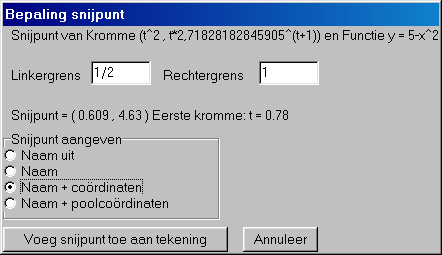 Bepaling snijpunt
Snijpunt van Kromme (t^2 , t*2,71828182845905^(t+1)) en Functie y = 5-x^2
Linkergrens 1/2 Rechtergrens 1
Snijpunt = ( 0.609 , 4.63 ) Eerste kromme: t = 0.78
Snijpunt aangeven
Naam uit
Naam
Naam + coördinaten
Naam + poolcoördinaten
Voeg snijpunt toe aan tekening Annuleer